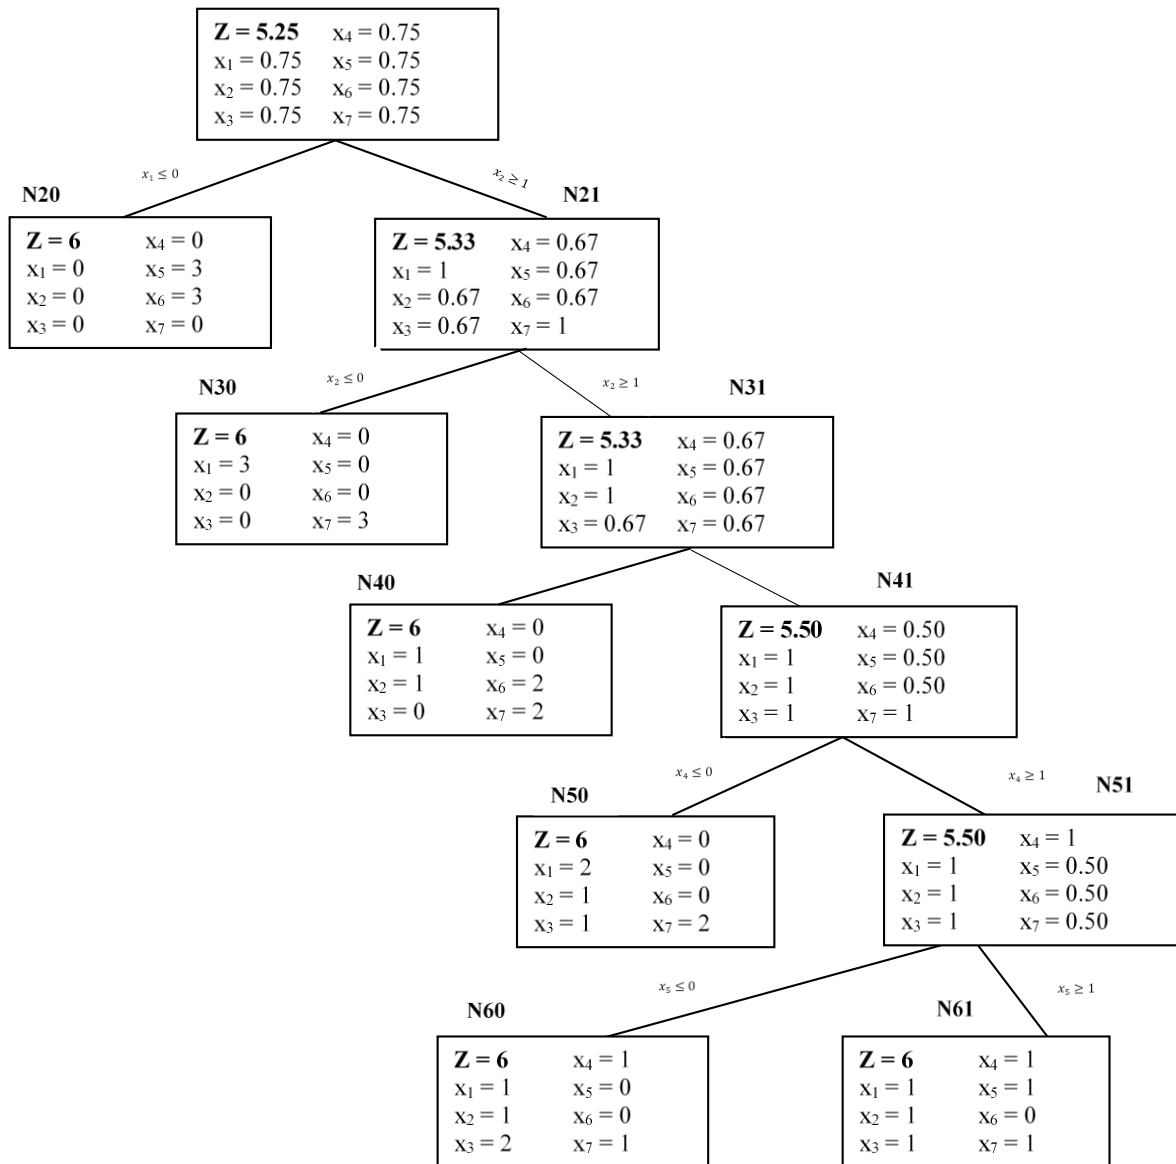 Z = 5.25 x₄ = 0.75
x₁ = 0.75 x₅ = 0.75
x₂ = 0.75 x₆ = 0.75
x₃ = 0.75 x₇ = 0.75
x₁ ≤ 0
x₂ ≥ 1
N20
Z = 6 x₄ = 0
x₁ = 0 x₅ = 3
x₂ = 0 x₆ = 3
x₃ = 0 x₇ = 0
N21
Z = 5.33 x₄ = 0.67
x₁ = 1 x₅ = 0.67
x₂ = 0.67 x₆ = 0.67
x₃ = 0.67 x₇ = 1
x₂ ≤ 0
x₂ ≥ 1
N30
Z = 6 x₄ = 0
x₁ = 3 x₅ = 0
x₂ = 0 x₆ = 0
x₃ = 0 x₇ = 3
N31
Z = 5.33 x₄ = 0.67
x₁ = 1 x₅ = 0.67
x₂ = 1 x₆ = 0.67
x₃ = 0.67 x₇ = 0.67
N40
Z = 6 x₄ = 0
x₁ = 1 x₅ = 0
x₂ = 1 x₆ = 2
x₃ = 0 x₇ = 2
N41
Z = 5.50 x₄ = 0.50
x₁ = 1 x₅ = 0.50
x₂ = 1 x₆ = 0.50
x₃ = 1 x₇ = 1
x₄ ≤ 0
x₄ ≥ 1
N50
Z = 6 x₄ = 0
x₁ = 2 x₅ = 0
x₂ = 1 x₆ = 0
x₃ = 1 x₇ = 2
N51
Z = 5.50 x₄ = 1
x₁ = 1 x₅ = 0.50
x₂ = 1 x₆ = 0.50
x₃ = 1 x₇ = 0.50
x₅ ≤ 0
x₅ ≥ 1
N60
Z = 6 x₄ = 1
x₁ = 1 x₅ = 0
x₂ = 1 x₆ = 0
x₃ = 2 x₇ = 1
N61
Z = 6 x₄ = 1
x₁ = 1 x₅ = 1
x₂ = 1 x₆ = 0
x₃ = 1 x₇ = 1